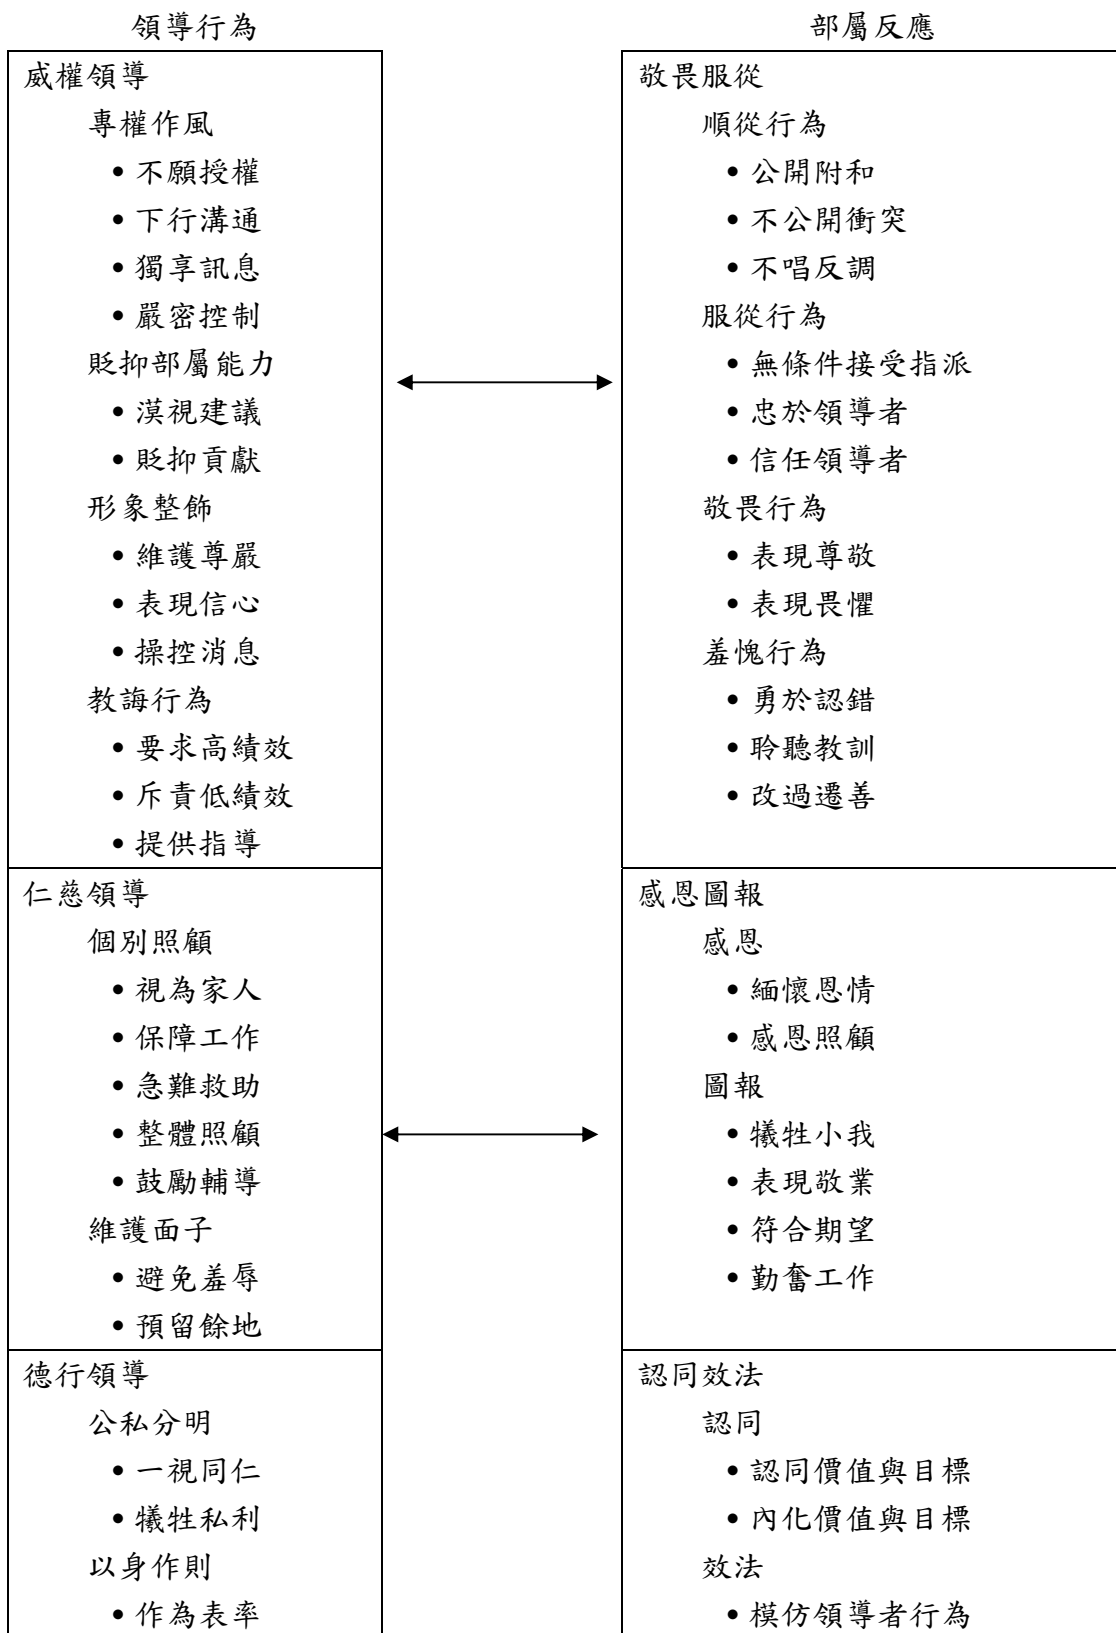 領導行為
威權領導
專權作風
•不願授權
•下行溝通
•獨享訊息
•嚴密控制
貶抑部屬能力
•漠視建議
•貶抑貢獻
形象整飾
•維護尊嚴
•表現信心
•操控消息
教誨行為
•要求高績效
•斥責低績效
•提供指導
仁慈領導
個別照顧
•視為家人
•保障工作
•急難救助
•整體照顧
•鼓勵輔導
維護面子
•避免羞辱
•預留餘地
德行領導
公私分明
•一視同仁
•犧牲私利
以身作則
•作為表率
部屬反應
敬畏服從
順從行為
•公開附和
•不公開衝突
•不唱反調
服從行為
•無條件接受指派
•忠於領導者
•信任領導者
敬畏行為
•表現尊敬
•表現畏懼
羞愧行為
•勇於認錯
•聆聽教訓
•改過遷善
感恩圖報
感恩
•緬懷恩情
•感恩照顧
圖報
•犧牲小我
•表現敬業
•符合期望
•勤奮工作
認同效法
認同
•認同價值與目標
•內化價值與目標
效法
•模仿領導者行為